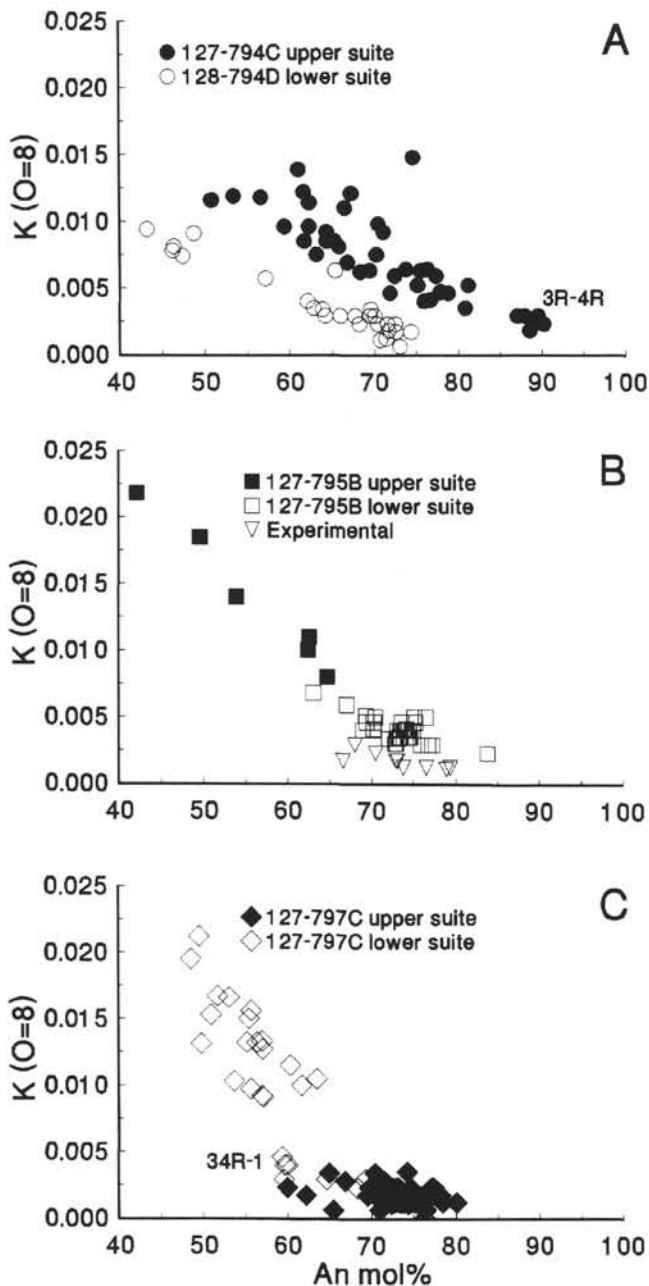 A
● 127-794C upper suite
○ 128-794D lower suite
K (O=8)
0.025
0.020
0.015
0.010
0.005
0.000
3R-4R
40 50 60 70 80 90 100
B
■ 127-795B upper suite
□ 127-795B lower suite
▽ Experimental
K (O=8)
0.025
0.020
0.015
0.010
0.005
0.000
40 50 60 70 80 90 100
C
◆ 127-797C upper suite
◇ 127-797C lower suite
K (O=8)
0.025
0.020
0.015
0.010
0.005
0.000
34R-1
40 50 60 70 80 90 100
An mol%